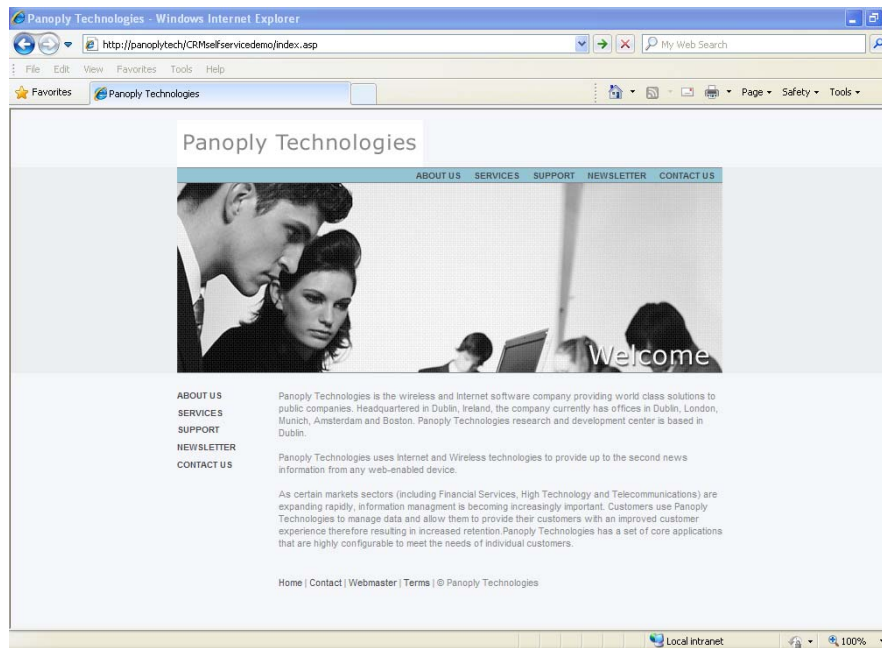 Panoply Technologies - Windows Internet Explorer
http://panoplytech/CRMselfservicedemo/index.asp
My Web Search
File Edit View Favorites Tools Help
Favorites
Panoply Technologies
Page
Safety
Tools
Panoply Technologies
ABOUT US SERVICES SUPPORT NEWSLETTER CONTACT US
Welcome
ABOUT US
SERVICES
SUPPORT
NEWSLETTER
CONTACT US
Panoply Technologies is the wireless and Internet software company providing world class solutions to
public companies. Headquartered in Dublin, Ireland, the company currently has offices in Dublin, London,
Munich, Amsterdam and Boston. Panoply Technologies research and development center is based in
Dublin.
Panoply Technologies uses Internet and Wireless technologies to provide up to the second news
information from any web-enabled device.
As certain markets sectors (including Financial Services, High Technology and Telecommunications) are
expanding rapidly, information managment is becoming increasingly important. Customers use Panoply
Technologies to manage data and allow them to provide their customers with an improved customer
experience therefore resulting in increased retention.Panoply Technologies has a set of core applications
that are highly configurable to meet the needs of individual customers.
Home | Contact | Webmaster | Terms | © Panoply Technologies
Local intranet
100%